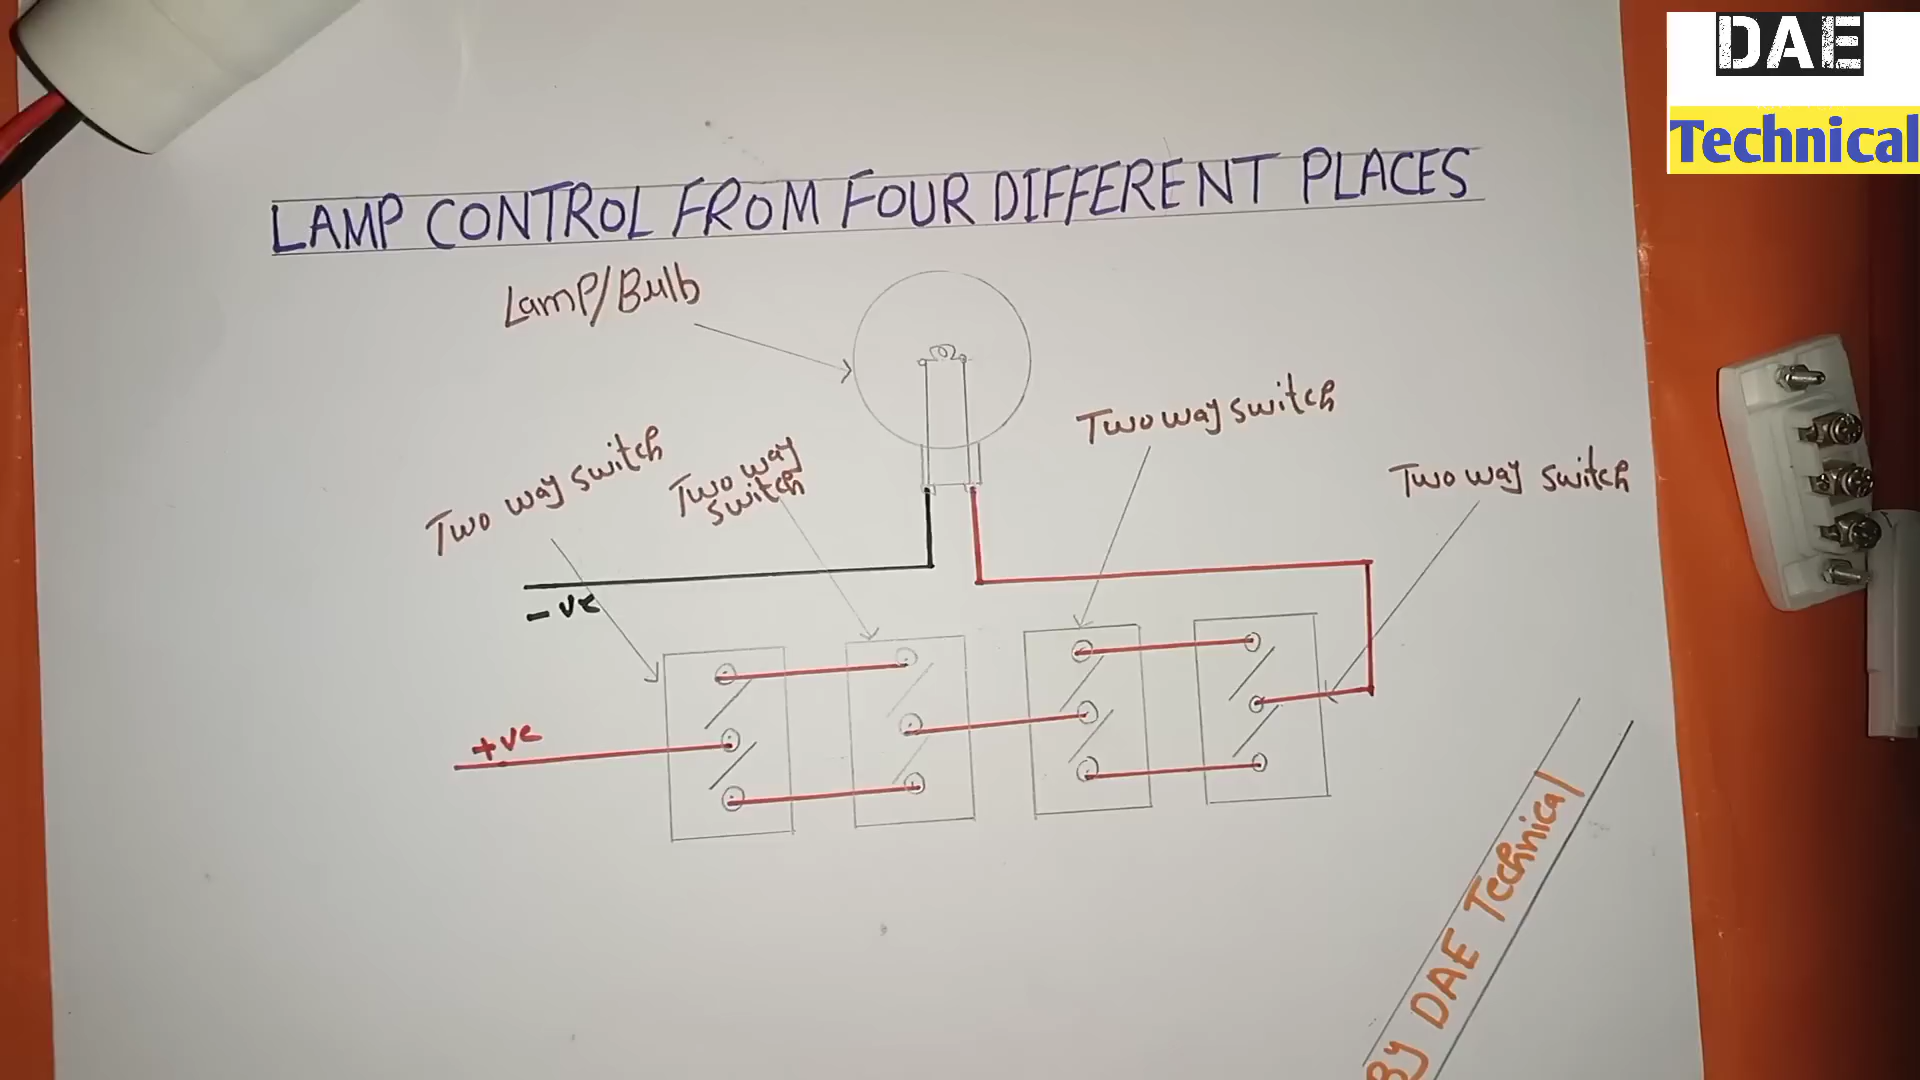 DAE
Technical
LAMP CONTROL FROM FOUR DIFFERENT PLACES
Lamp/Bulb
Two way switch
Two way
switch
Two way switch
Two way switch
- ve
+ve
By DAE Technical